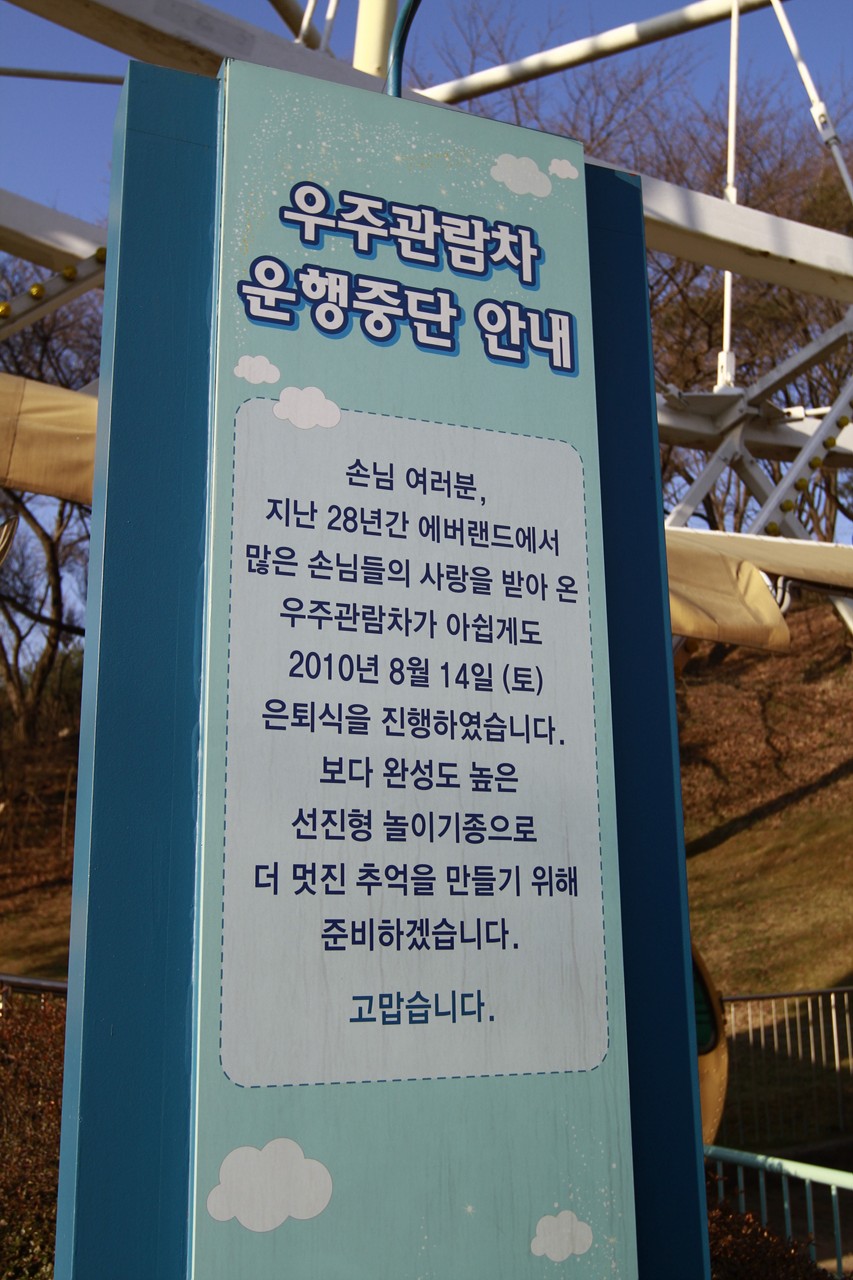 우주관람차
운행중단 안내
손님 여러분,
지난 28년간 에버랜드에서
많은 손님들의 사랑을 받아 온
우주관람차가 아쉽게도
2010년 8월 14일 (토)
은퇴식을 진행하였습니다.
보다 완성도 높은
선진형 놀이기종으로
더 멋진 추억을 만들기 위해
준비하겠습니다.
고맙습니다.